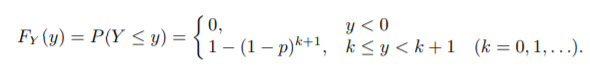 F_Y(y) = P(Y ≤ y) = { 0, y < 0
1 − (1 − p)^{k+1}, k ≤ y < k + 1 (k = 0, 1, . . .).